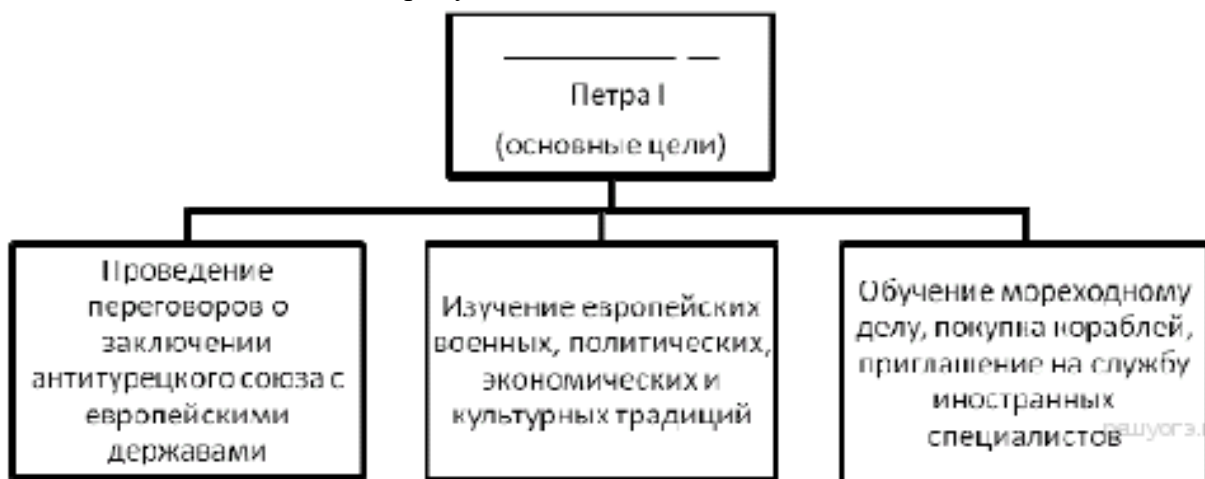 Петра I
(основные цели)
Проведение
переговоров о
заключении
антитурецкого союза с
европейскими
державами
Изучение европейских
военных, политических,
экономических и
культурных традиций
Обучение мореходному
делу, покупка кораблей,
приглашение на службу
иностранных
специалистов